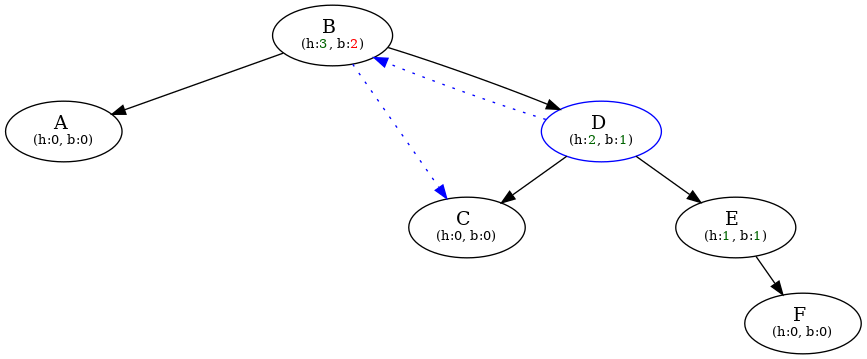 B
(h:3, b:2)
A
(h:0, b:0)
D
(h:2, b:1)
C
(h:0, b:0)
E
(h:1, b:1)
F
(h:0, b:0)